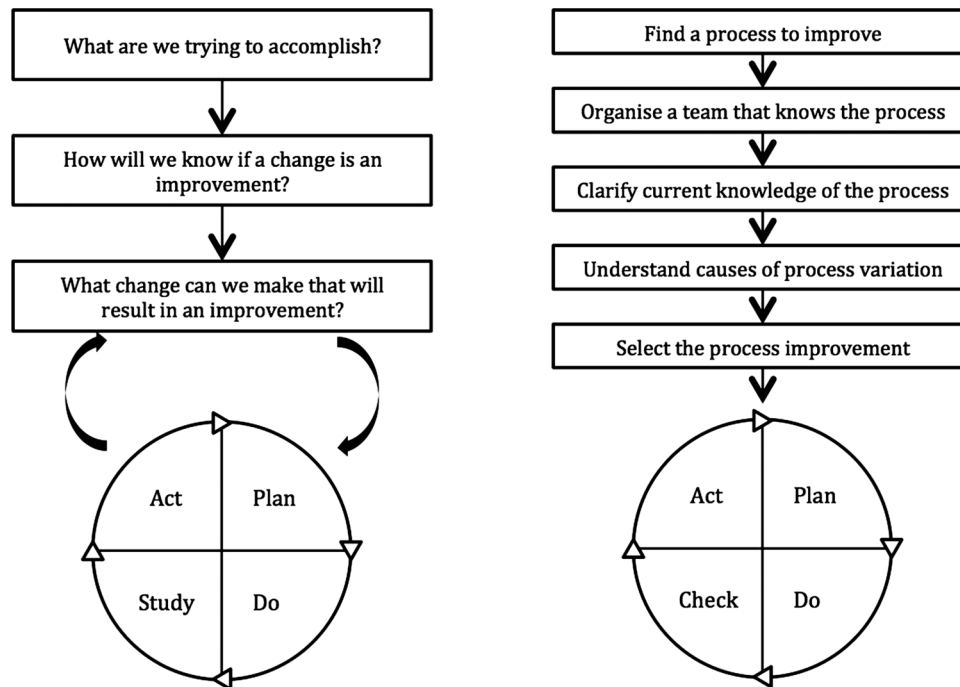 What are we trying to accomplish?
How will we know if a change is an
improvement?
What change can we make that will
result in an improvement?
Act
Plan
Study
Do
Find a process to improve
Organise a team that knows the process
Clarify current knowledge of the process
Understand causes of process variation
Select the process improvement
Act
Plan
Check
Do